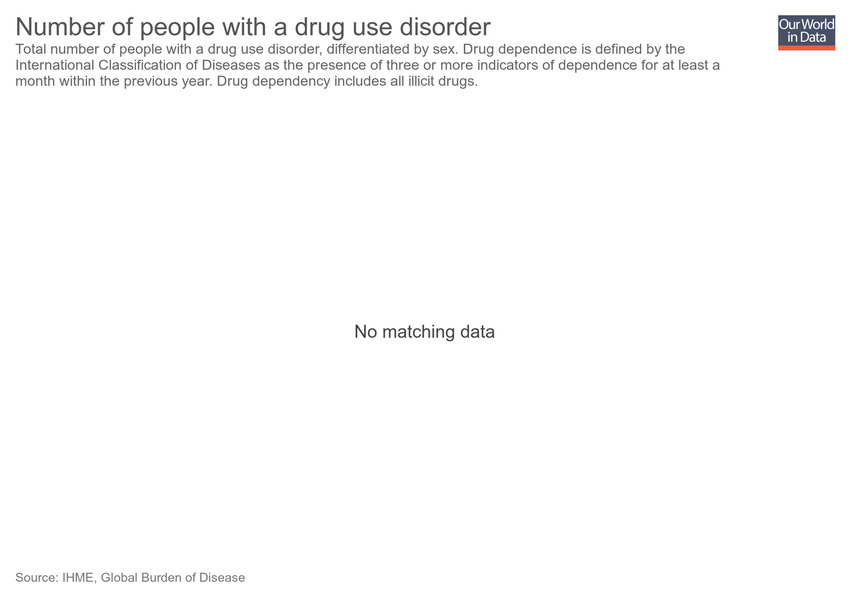 Number of people with a drug use disorder
Our World
in Data
Total number of people with a drug use disorder, differentiated by sex. Drug dependence is defined by the
International Classification of Diseases as the presence of three or more indicators of dependence for at least a
month within the previous year. Drug dependency includes all illicit drugs.
No matching data
Source: IHME, Global Burden of Disease